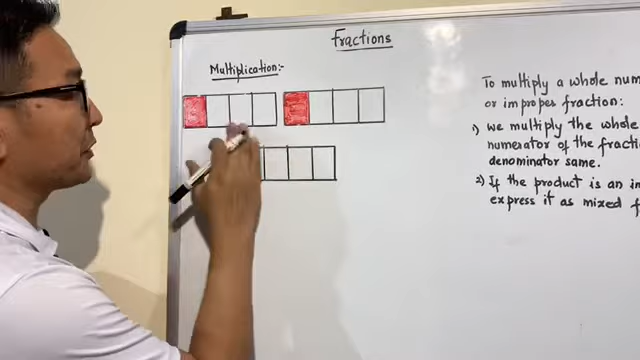 Fractions
Multiplication:-
To multiply a whole num
or improper fraction:
1) We multiply the whole
numerator of the fracti
denominator same.
2) If the product is an im
express it as mixed f